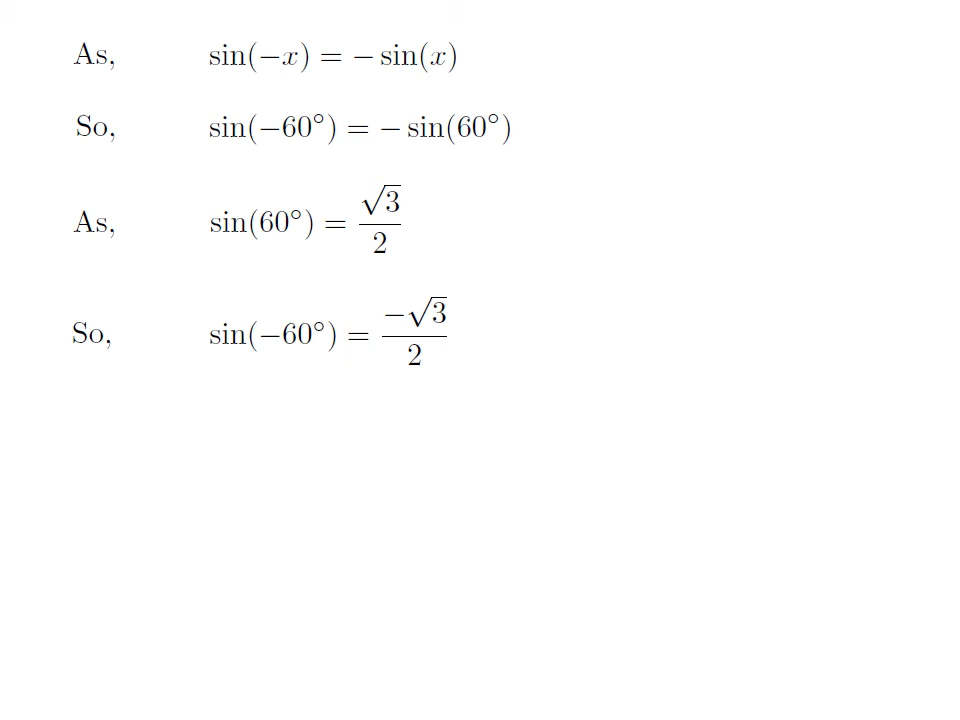 As, sin(−x) = − sin(x)
So, sin(−60°) = − sin(60°)
As, sin(60°) = √3/2
So, sin(−60°) = −√3/2